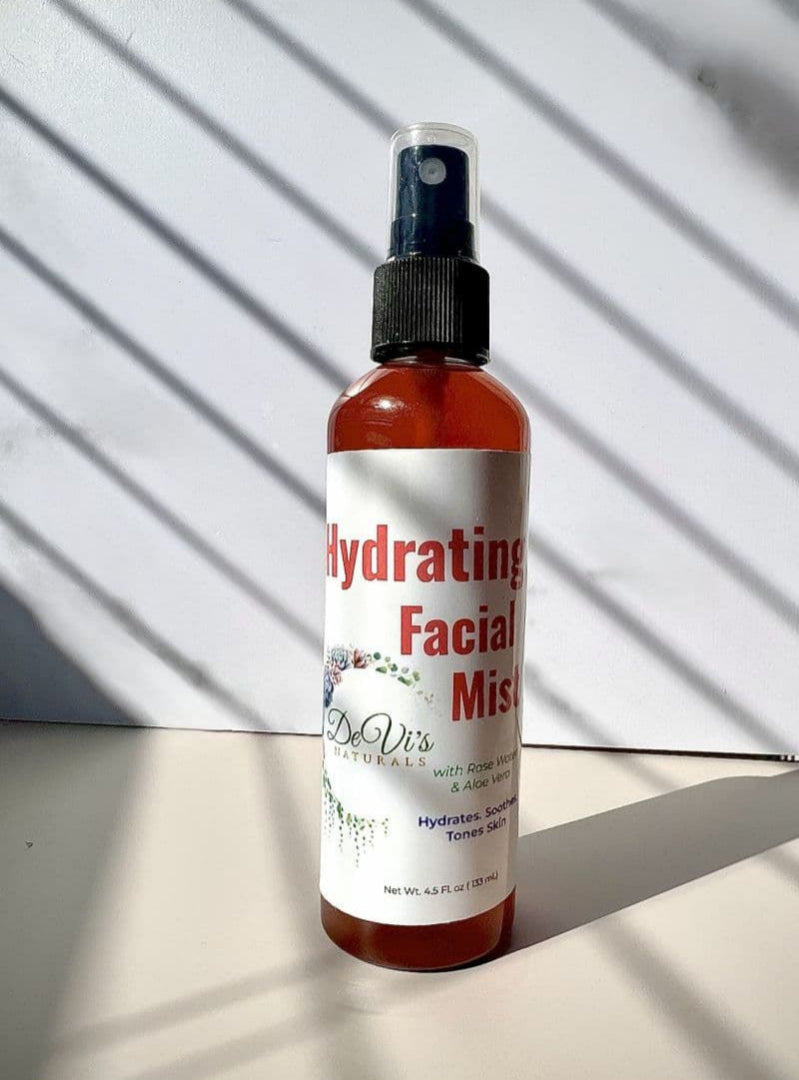 Hydrating
Facial
Mist
DeVi's
NATURALS
with Rose Water
& Aloe Vera
Hydrates. Soothes.
Tones Skin
Net Wt. 4.5 Fl. oz ( 133 mL)